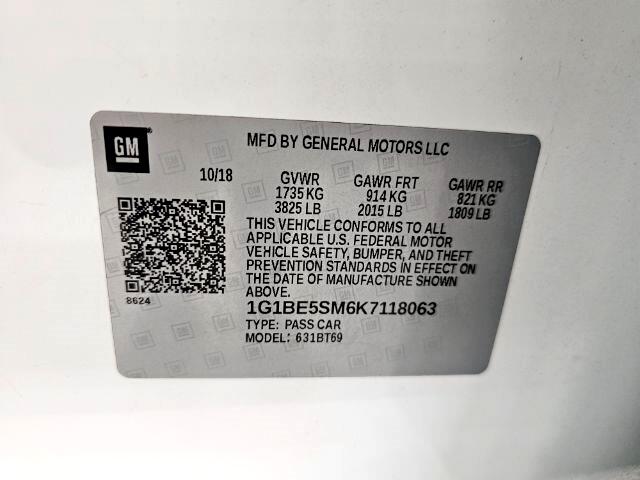 GM
MFD BY GENERAL MOTORS LLC
10/18 GVWR GAWR FRT GAWR RR
1735 KG 914 KG 821 KG
3825 LB 2015 LB 1809 LB
THIS VEHICLE CONFORMS TO ALL
APPLICABLE U.S. FEDERAL MOTOR
VEHICLE SAFETY, BUMPER, AND THEFT
PREVENTION STANDARDS IN EFFECT ON
THE DATE OF MANUFACTURE SHOWN
ABOVE.
8624
1G1BE5SM6K7118063
TYPE: PASS CAR
MODEL: 631BT69